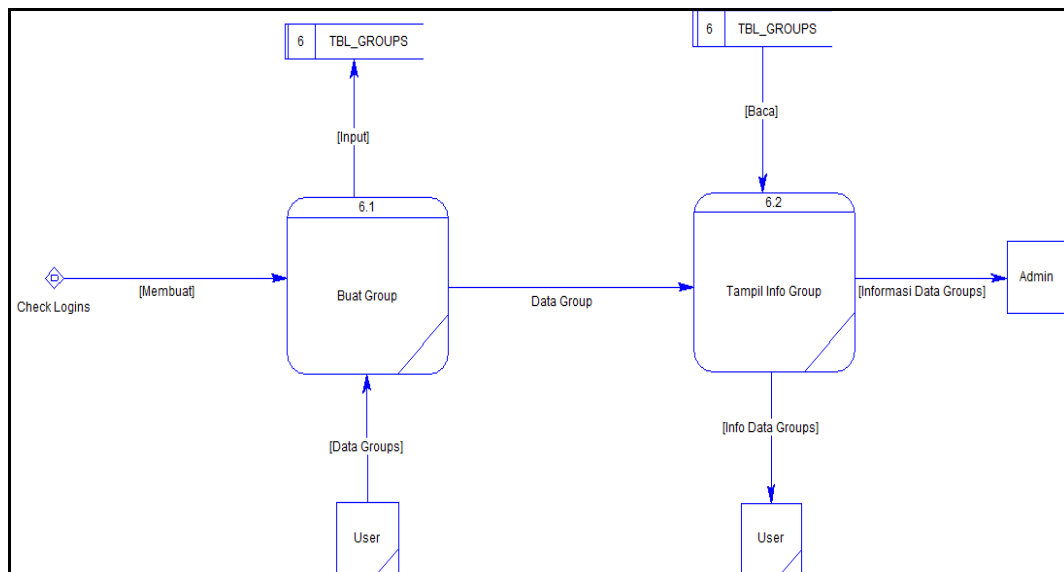 6 TBL_GROUPS
6 TBL_GROUPS
[Input]
[Baca]
6.1
6.2
Check Logins
[Membuat]
Buat Group
Data Group
Tampil Info Group
[Informasi Data Groups]
Admin
[Data Groups]
[Info Data Groups]
User
User